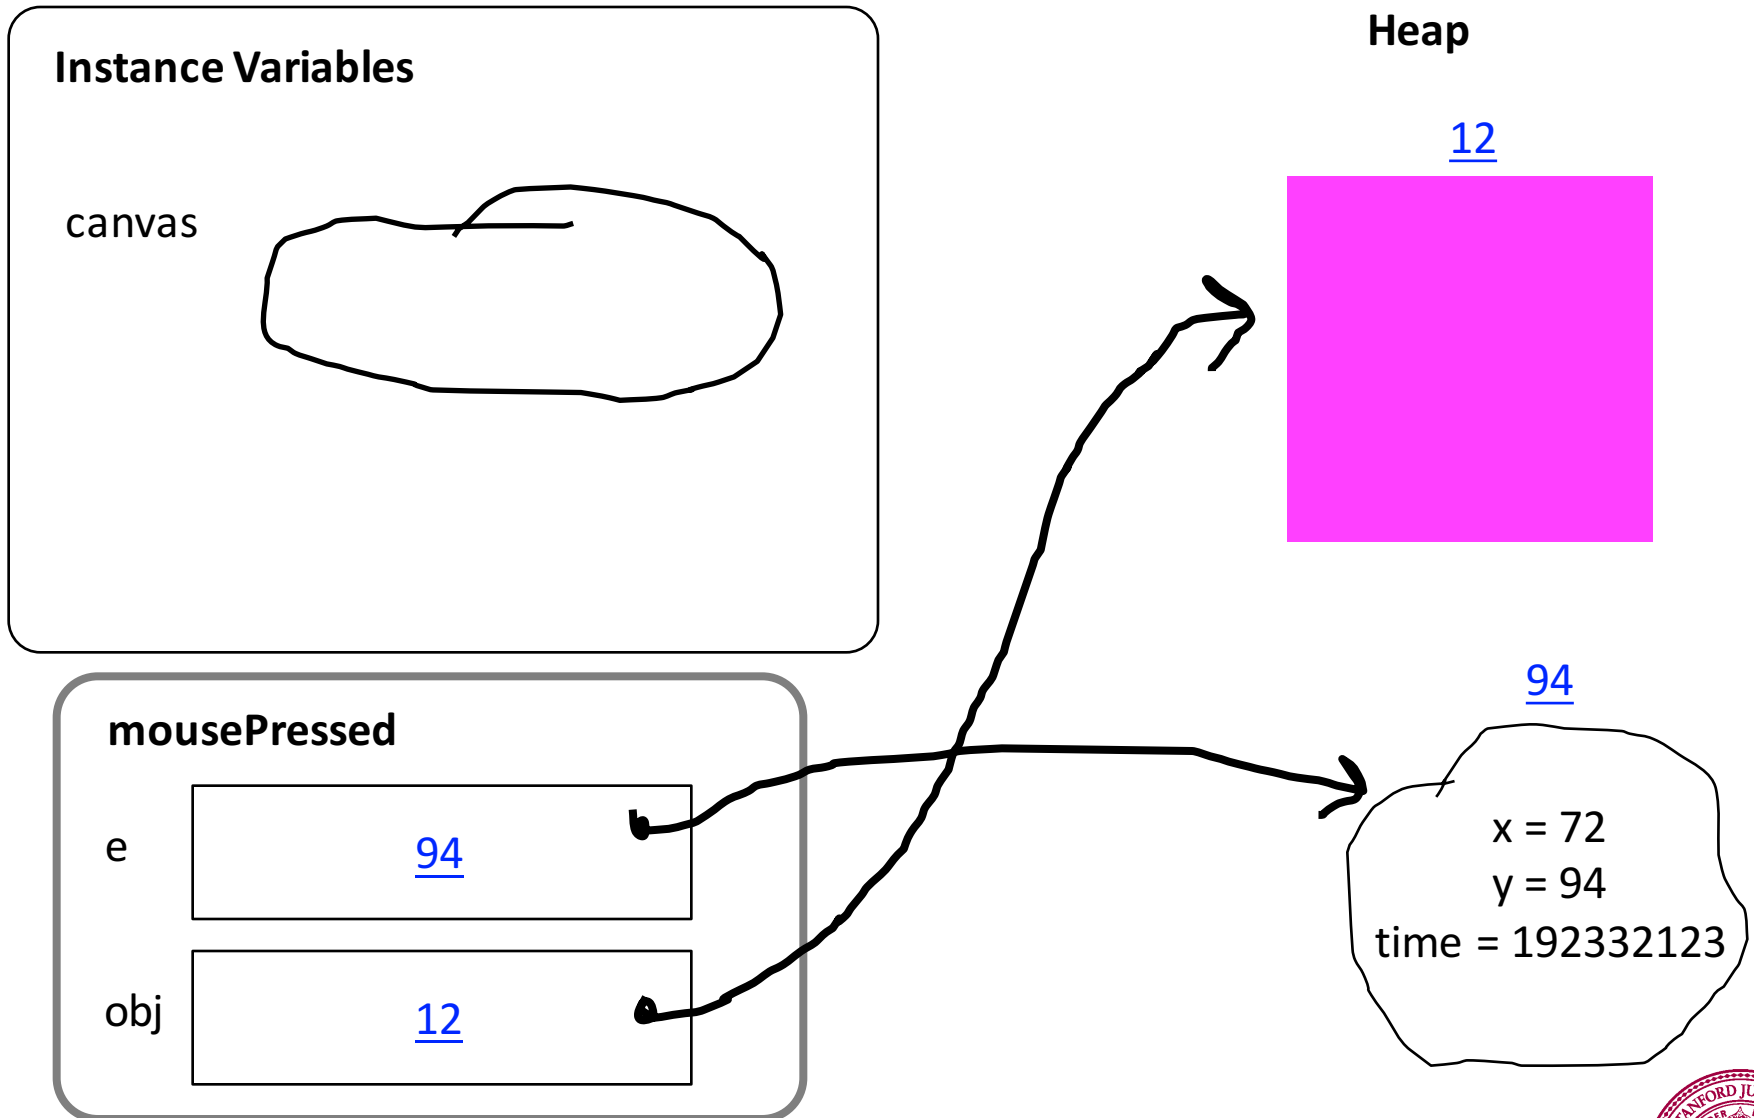 Instance Variables
canvas
Heap
12
94
x = 72
y = 94
time = 192332123
mousePressed
e
94
obj
12